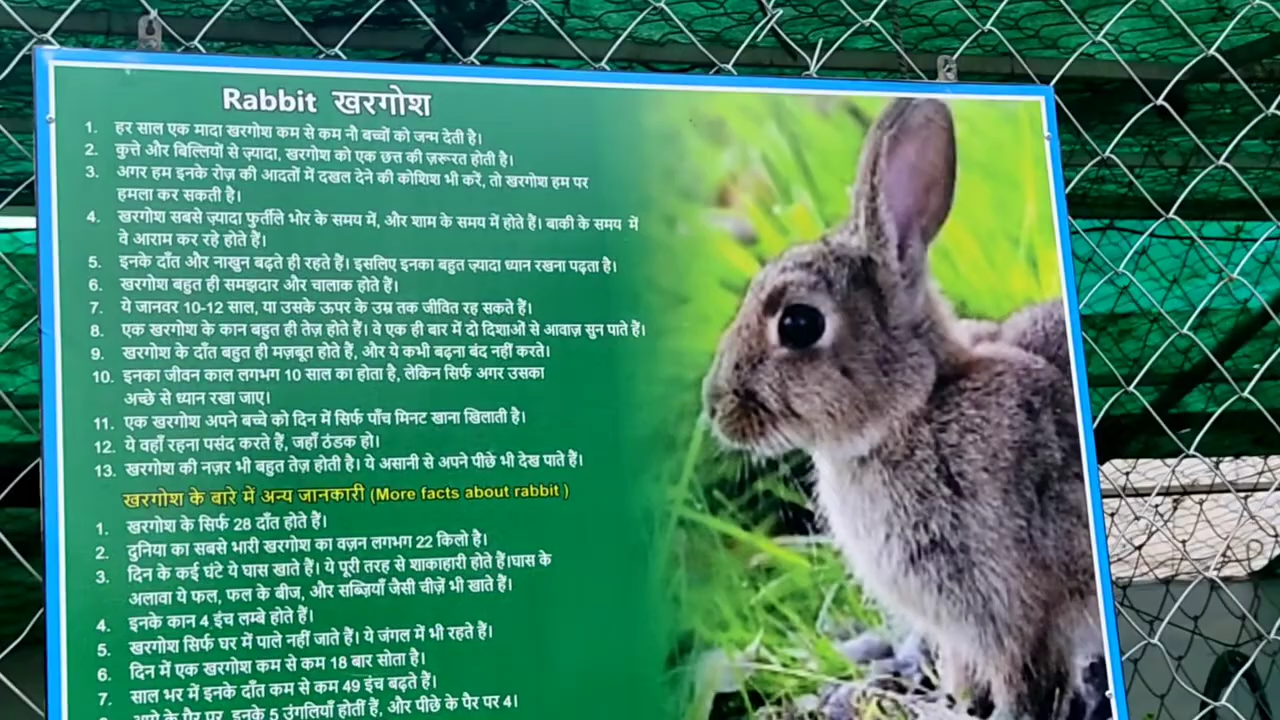 Rabbit खरगोश
1. हर साल एक मादा खरगोश कम से कम नौ बच्चों को जन्म देती है।
2. कुत्ते और बिल्लियों से ज़्यादा, खरगोश को एक छत्त की ज़रूरत होती है।
3. अगर हम इनके रोज़ की आदतों में दखल देने की कोशिश भी करें, तो खरगोश हम पर
हमला कर सकती है।
4. खरगोश सबसे ज़्यादा फुर्तीले भोर के समय में, और शाम के समय में होते हैं। बाकी के समय में
वे आराम कर रहे होते हैं।
5. इनके दाँत और नाखुन बढ़ते ही रहते हैं। इसलिए इनका बहुत ज़्यादा ध्यान रखना पढ़ता है।
6. खरगोश बहुत ही समझदार और चालाक होते हैं।
7. ये जानवर 10-12 साल, या उसके ऊपर के उम्र तक जीवित रह सकते हैं।
8. एक खरगोश के कान बहुत ही तेज़ होते हैं। वे एक ही बार में दो दिशाओं से आवाज़ सुन पाते हैं।
9. खरगोश के दाँत बहुत ही मज़बूत होते हैं, और ये कभी बढ़ना बंद नहीं करते।
10. इनका जीवन काल लगभग 10 साल का होता है, लेकिन सिर्फ अगर उसका
अच्छे से ध्यान रखा जाए।
11. एक खरगोश अपने बच्चे को दिन में सिर्फ पाँच मिनट खाना खिलाती है।
12. ये वहाँ रहना पसंद करते हैं, जहाँ ठंडक हो।
13. खरगोश की नज़र भी बहुत तेज़ होती है। ये असानी से अपने पीछे भी देख पाते हैं।
खरगोश के बारे में अन्य जानकारी (More facts about rabbit )
1. खरगोश के सिर्फ 28 दाँत होते हैं।
2. दुनिया का सबसे भारी खरगोश का वज़न लगभग 22 किलो है।
3. दिन के कई घंटे ये घास खाते हैं। ये पूरी तरह से शाकाहारी होते हैं।घास के
अलावा ये फल, फल के बीज, और सब्ज़ियाँ जैसी चीज़ें भी खाते हैं।
4. इनके कान 4 इंच लम्बे होते हैं।
5. खरगोश सिर्फ घर में पाले नहीं जाते हैं। ये जंगल में भी रहते हैं।
6. दिन में एक खरगोश कम से कम 18 बार सोता है।
7. साल भर में इनके दाँत कम से कम 49 इंच बढ़ते हैं।
आगे के पैर पर, इनके 5 उंगलियाँ होतीं हैं, और पीछे के पैर पर 4।